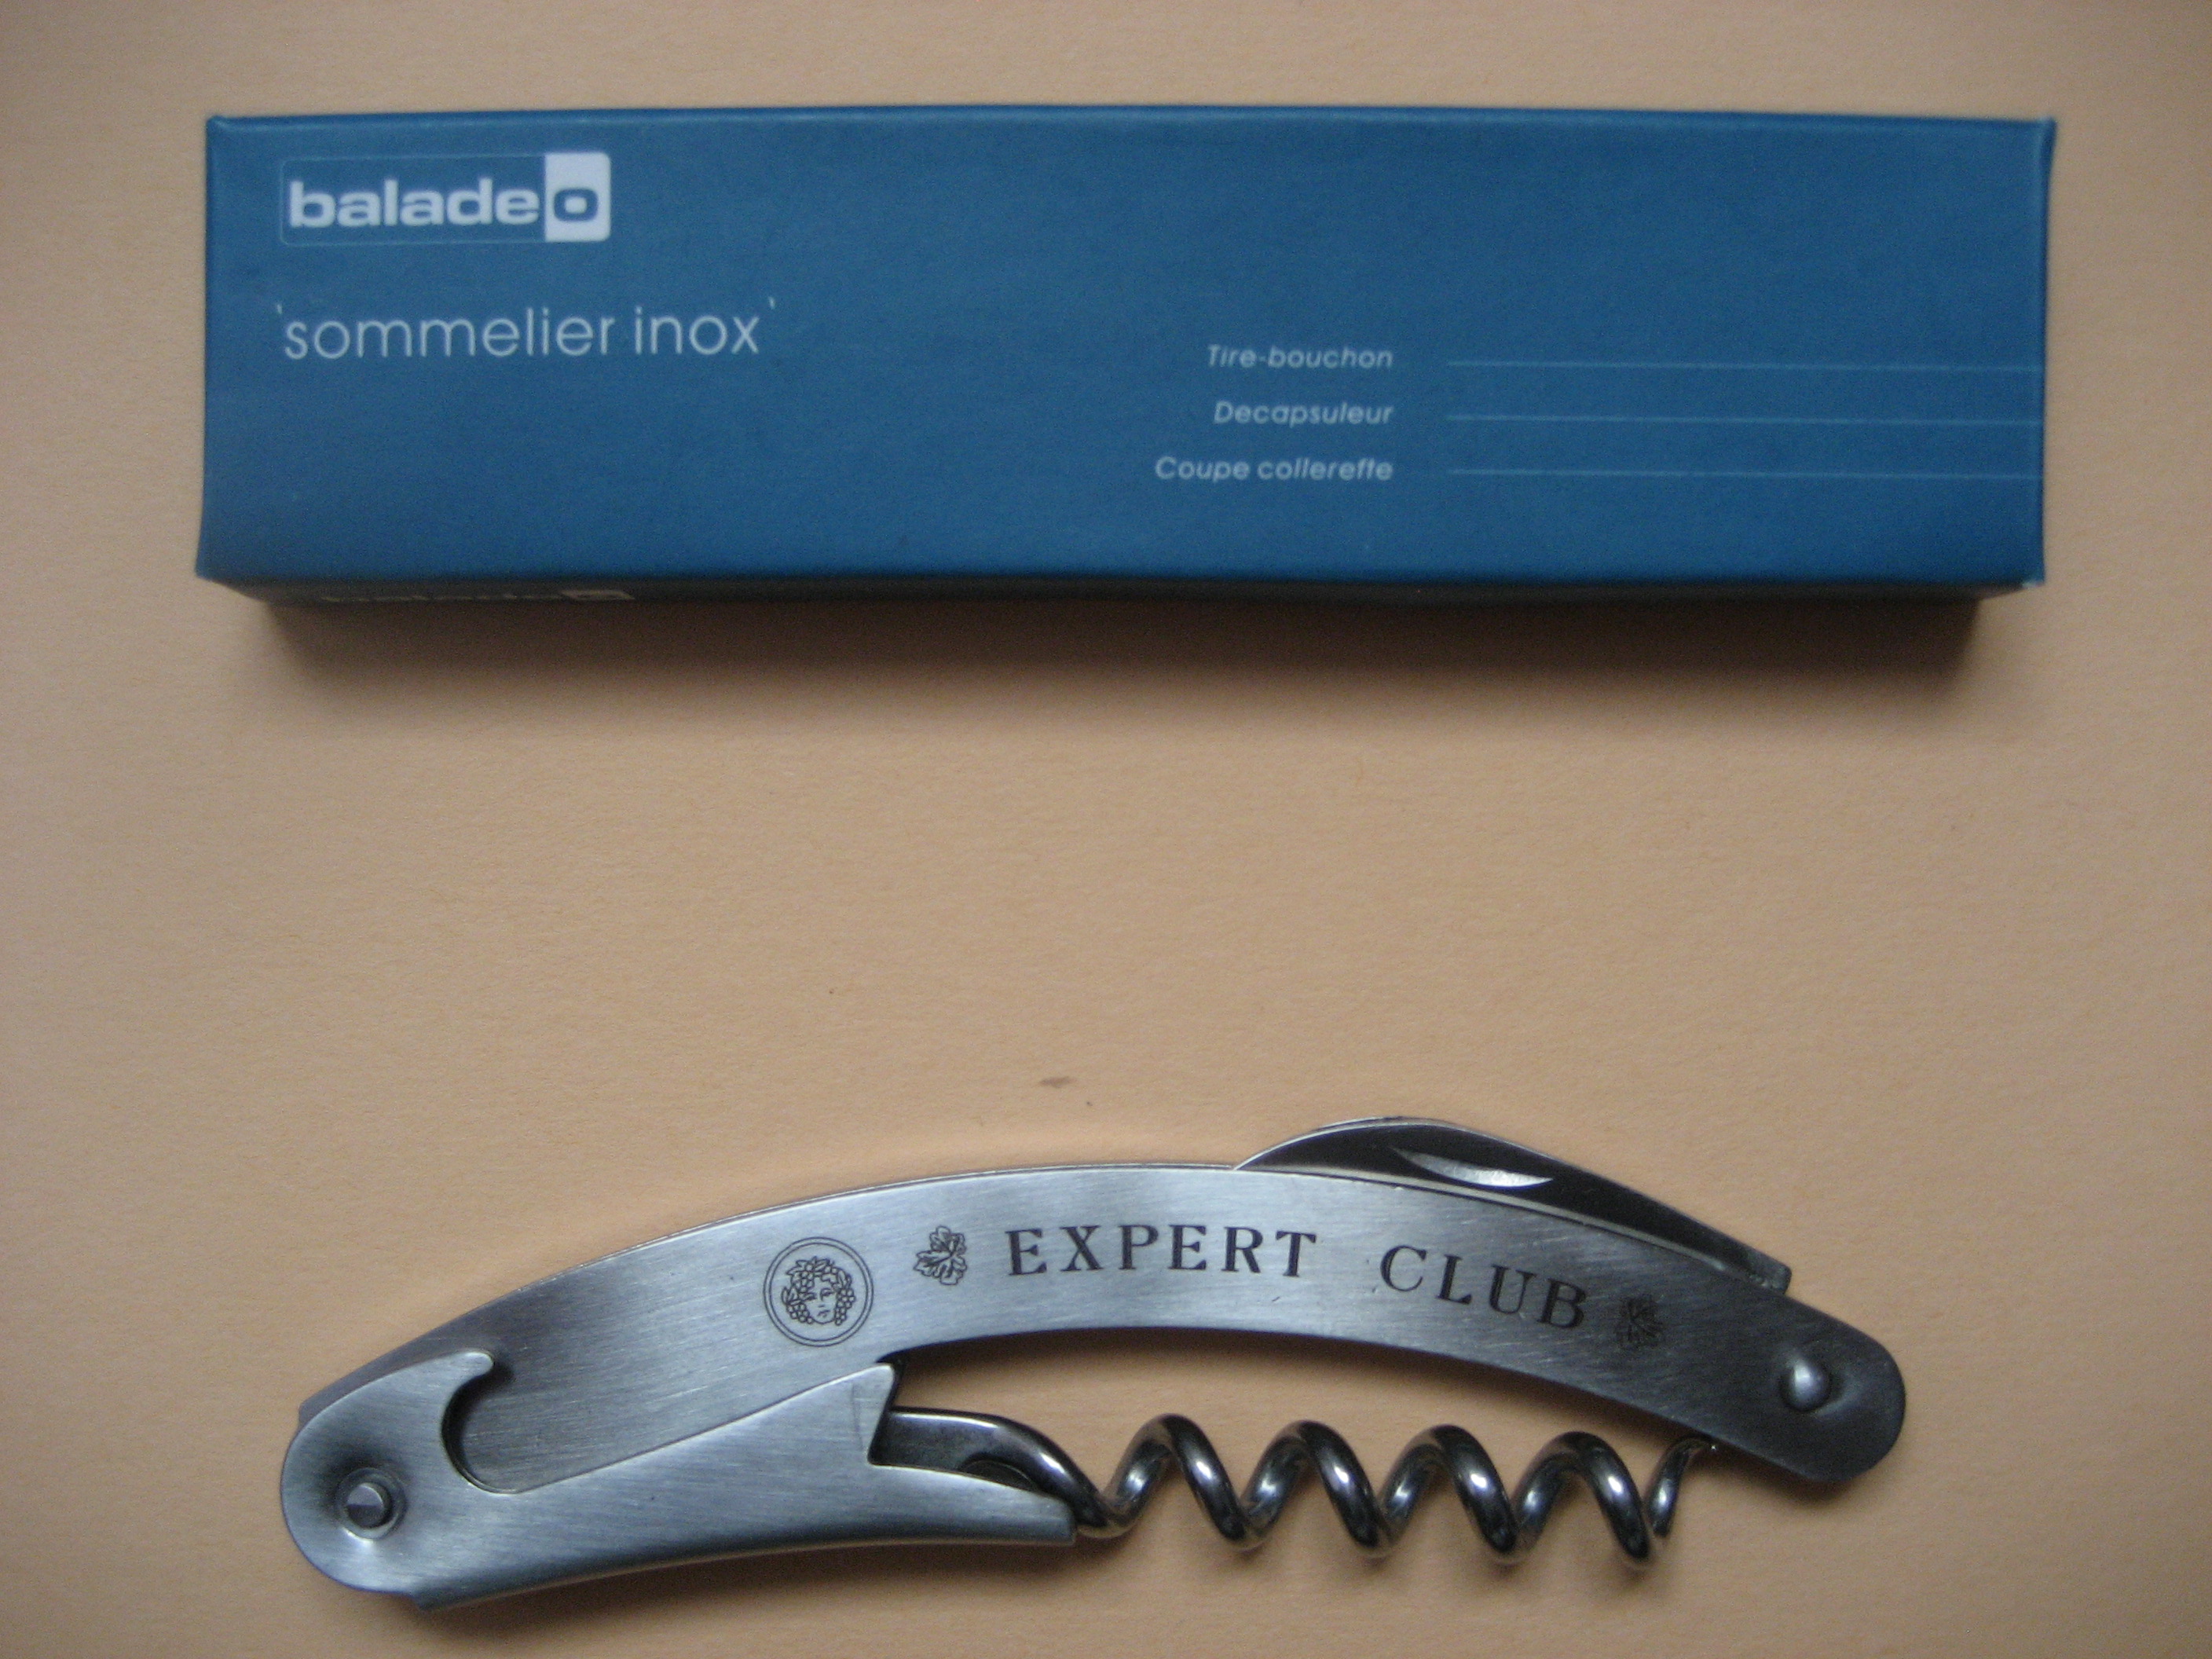 baladeo
'sommelier inox'
Tire-bouchon
Decapsuleur
Coupe collerette
EXPERT CLUB